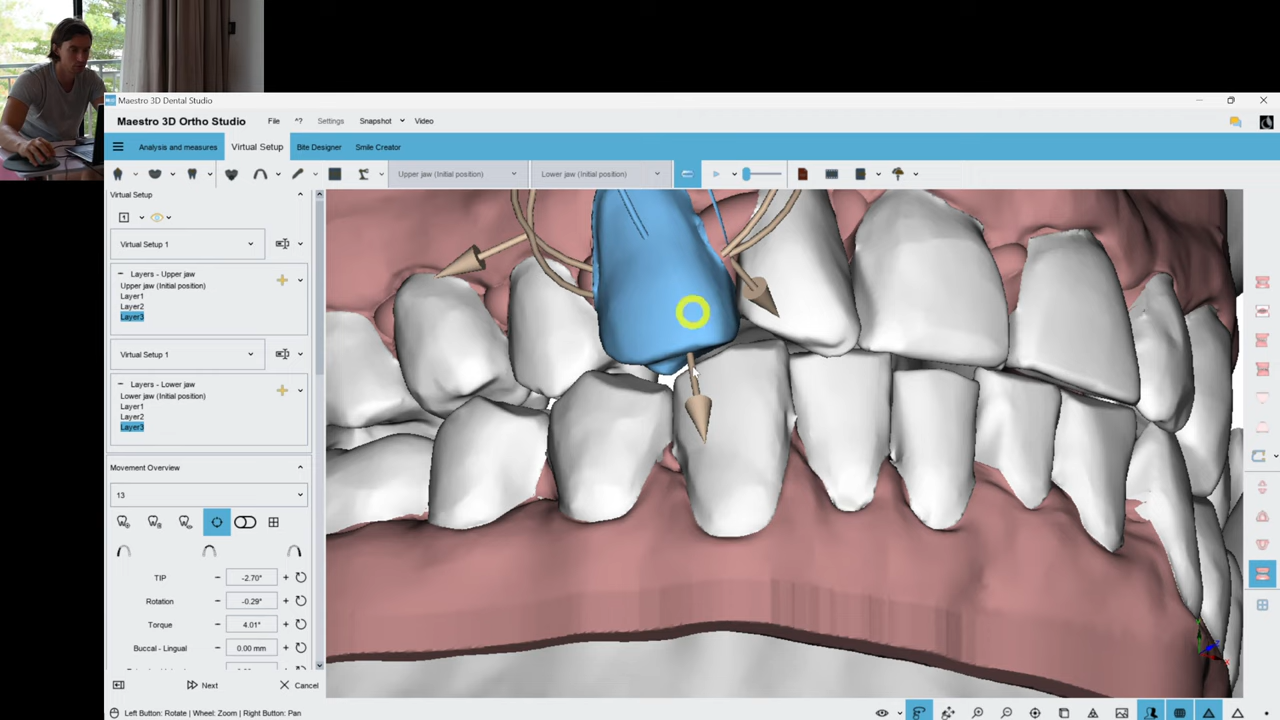 Maestro 3D Dental Studio
Maestro 3D Ortho Studio File ^? Settings Snapshot Video
Analysis and measures Virtual Setup Bite Designer Smile Creator
Upper jaw (Initial position) Lower jaw (Initial position)
Virtual Setup
1
Virtual Setup 1
Layers - Upper jaw
Upper jaw (Initial position)
Layer1
Layer2
Layer3
Virtual Setup 1
Layers - Lower jaw
Lower jaw (Initial position)
Layer1
Layer2
Layer3
Movement Overview
13
TIP - -2.70° +
Rotation - -0.29° +
Torque - 4.01° +
Buccal - Lingual - 0.00 mm +
Next Cancel
Left Button: Rotate | Wheel: Zoom | Right Button: Pan